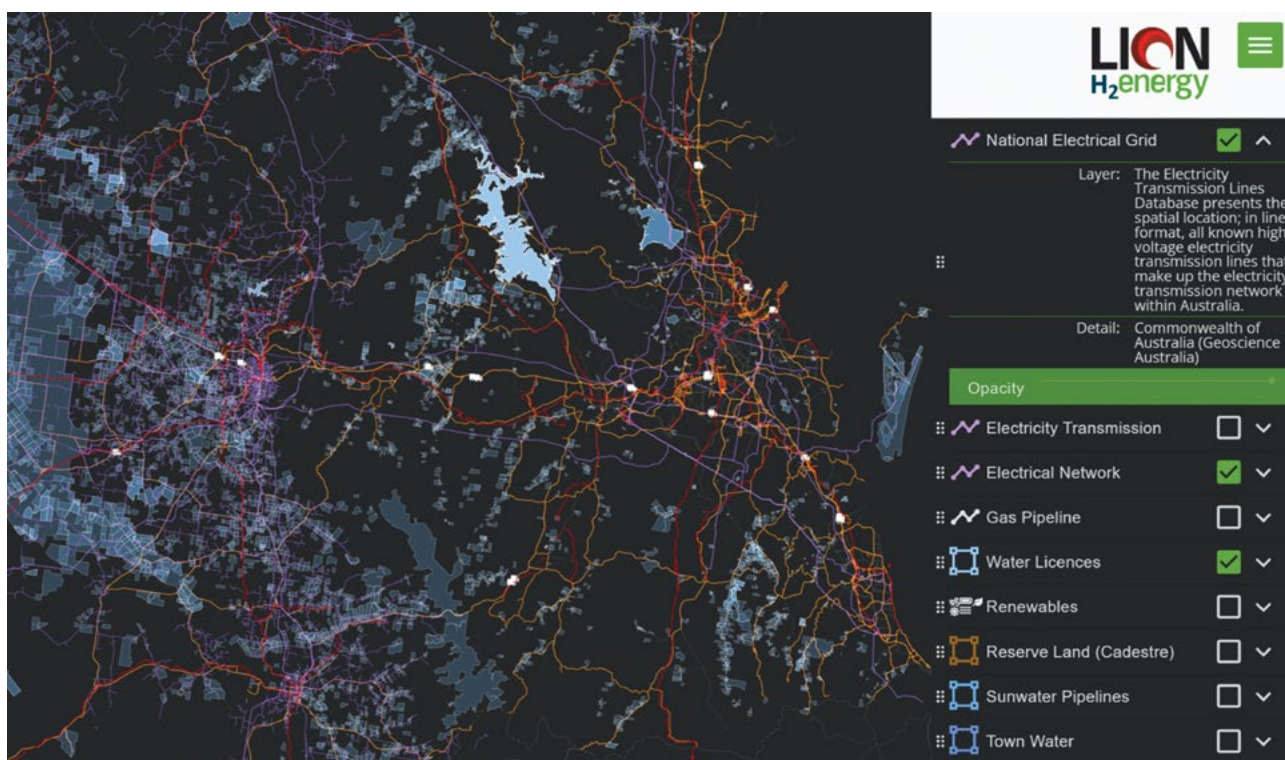 LION
H2energy
National Electrical Grid
Layer:
The Electricity
Transmission Lines
Database presents the
spatial location; in line
format, all known high
voltage electricity
transmission lines that
make up the electricity
transmission network
within Australia.
Detail:
Commonwealth of
Australia (Geoscience
Australia)
Opacity
Electricity Transmission
Electrical Network
Gas Pipeline
Water Licences
Renewables
Reserve Land (Cadestre)
Sunwater Pipelines
Town Water